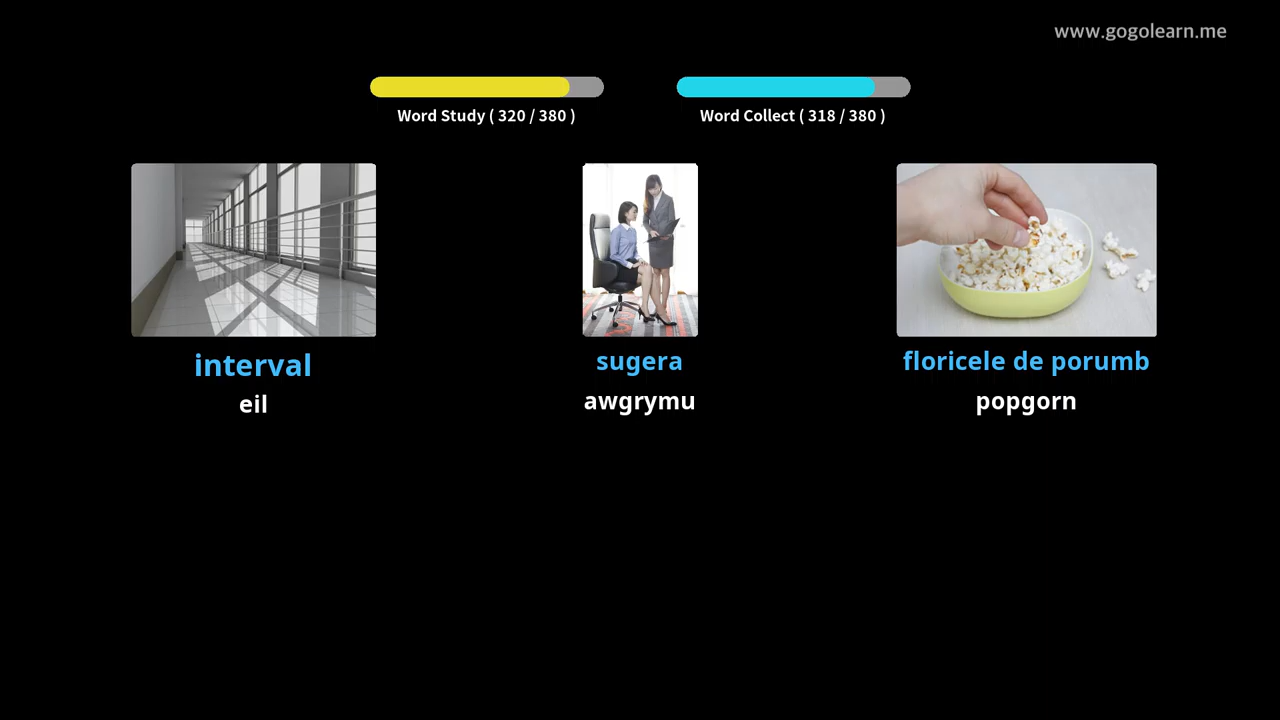 www.gogolearn.me
Word Study ( 320 / 380 )
Word Collect ( 318 / 380 )
interval
eil
sugera
awgrymu
floricele de porumb
popgorn